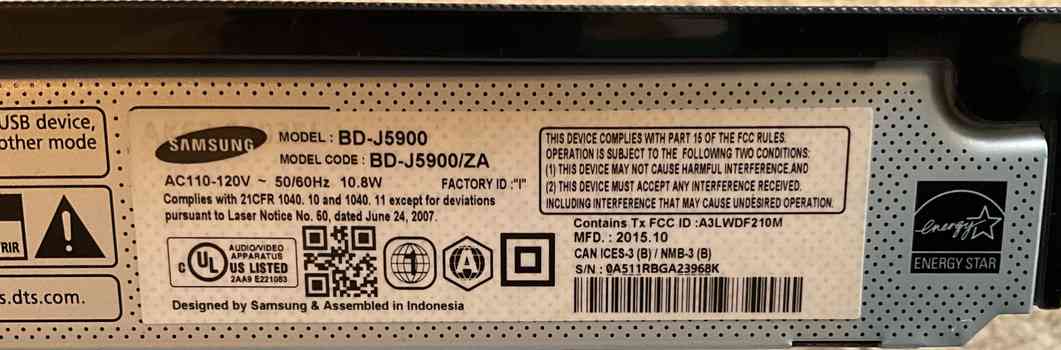 USB device,
other mode
RIR
s.dts.com.
SAMSUNG
MODEL : BD-J5900
MODEL CODE : BD-J5900/ZA
AC110-120V ~ 50/60Hz 10.8W FACTORY ID :"I"
Complies with 21CFR 1040. 10 and 1040. 11 except for deviations
pursuant to Laser Notice No. 50, dated June 24, 2007.
C UL US LISTED
AUDIO/VIDEO
APPARATUS
2AA9 E221083
1
A
Designed by Samsung & Assembled in Indonesia
THIS DEVICE COMPLIES WITH PART 15 OF THE FCC RULES.
OPERATION IS SUBJECT TO THE FOLLOWING TWO CONDITIONS:
(1) THIS DEVICE MAY NOT CAUSE HARMFUL INTERFERENCE,AND
(2) THIS DEVICE MUST ACCEPT ANY INTERFERENCE RECEIVED,
INCLUDING INTERFERENCE THAT MAY CAUSE UNDESIRED OPERATION.
Contains Tx FCC ID :A3LWDF210M
MFD. : 2015.10
CAN ICES-3 (B) / NMB-3 (B)
S/N : 0A511RBGA23968K
energy
ENERGY STAR